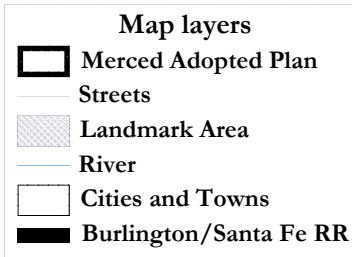 Map layers
Merced Adopted Plan
Streets
Landmark Area
River
Cities and Towns
Burlington/Santa Fe RR